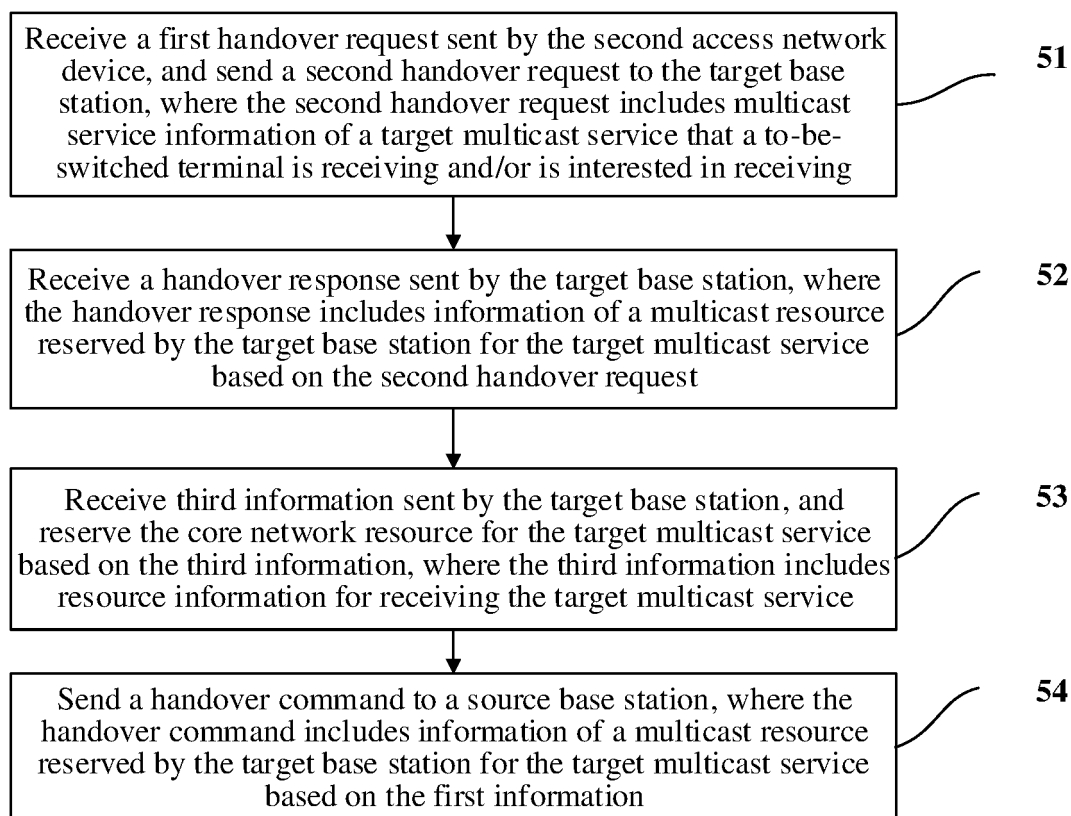 Receive a first handover request sent by the second access network
device, and send a second handover request to the target base
station, where the second handover request includes multicast
service information of a target multicast service that a to-be-
switched terminal is receiving and/or is interested in receiving
51
Receive a handover response sent by the target base station, where
the handover response includes information of a multicast resource
reserved by the target base station for the target multicast service
based on the second handover request
52
Receive third information sent by the target base station, and
reserve the core network resource for the target multicast service
based on the third information, where the third information includes
resource information for receiving the target multicast service
53
Send a handover command to a source base station, where the
handover command includes information of a multicast resource
reserved by the target base station for the target multicast service
based on the first information
54